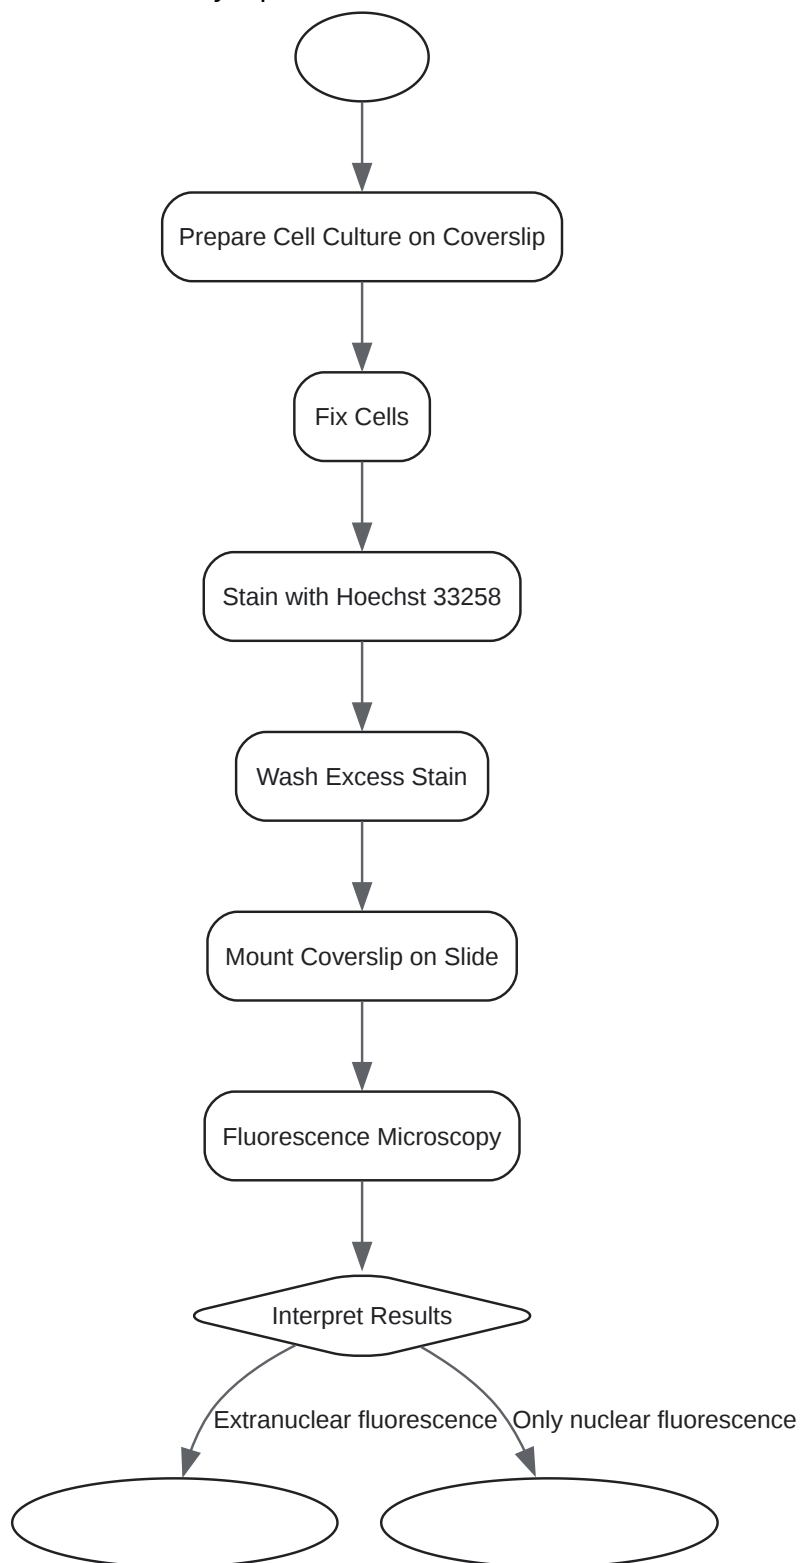 Prepare Cell Culture on Coverslip
Fix Cells
Stain with Hoechst 33258
Wash Excess Stain
Mount Coverslip on Slide
Fluorescence Microscopy
Interpret Results
Extranuclear fluorescence
Only nuclear fluorescence